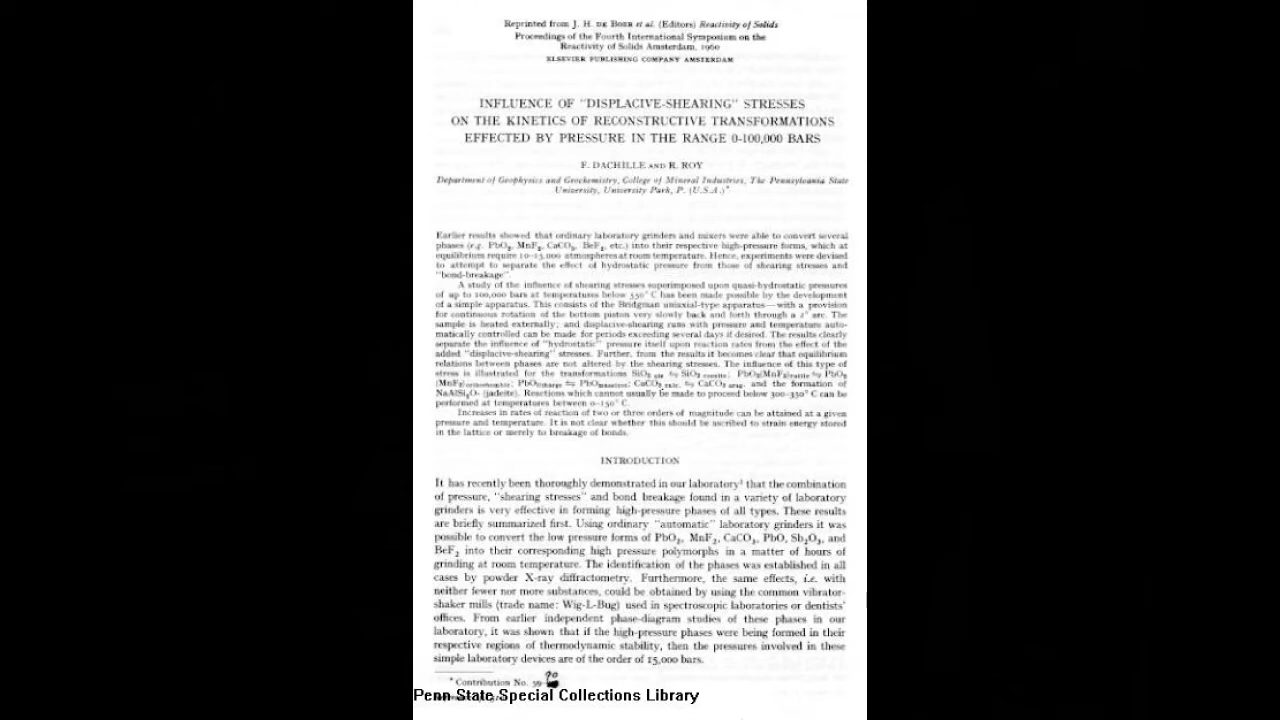 Reprinted from J. H. DE BOER et al. (Editors) Reactivity of Solids
Proceedings of the Fourth International Symposium on the
Reactivity of Solids Amsterdam, 1960
ELSEVIER PUBLISHING COMPANY AMSTERDAM
INFLUENCE OF "DISPLACIVE-SHEARING" STRESSES
ON THE KINETICS OF RECONSTRUCTIVE TRANSFORMATIONS
EFFECTED BY PRESSURE IN THE RANGE 0-100,000 BARS
F. DACHILLE AND R. ROY
Department of Geophysics and Geochemistry, College of Mineral Industries, The Pennsylvania State
University, University Park, P. (U.S.A.)*
Earlier results showed that ordinary laboratory grinders and mixers were able to convert several
phases (e.g. PbO₂, MnF₂, CaCO₃, BeF₂, etc.) into their respective high-pressure forms, which at
equilibrium require 10-15,000 atmospheres at room temperature. Hence, experiments were devised
to attempt to separate the effect of hydrostatic pressure from those of shearing stresses and
"bond-breakage".
A study of the influence of shearing stresses superimposed upon quasi-hydrostatic pressures
of up to 100,000 bars at temperatures below 550° C has been made possible by the development
of a simple apparatus. This consists of the Bridgman uniaxial-type apparatus—with a provision
for continuous rotation of the bottom piston very slowly back and forth through a 2° arc. The
sample is heated externally; and displacive-shearing runs with pressure and temperature auto-
matically controlled can be made for periods exceeding several days if desired. The results clearly
separate the influence of "hydrostatic" pressure itself upon reaction rates from the effect of the
added "displacive-shearing" stresses. Further, from the results it becomes clear that equilibrium
relations between phases are not altered by the shearing stresses. The influence of this type of
stress is illustrated for the transformations SiO₂ ⇋ SiO₂ coesite; PbO₂(MnF₂)rutile ⇋ PbO₂
(MnF₂)orthorhombic; PbOlitharge ⇋ PbOmassicot; CaCO₃ calc. ⇋ CaCO₃ arag. and the formation of
(jadeite). Reactions which cannot usually be made to proceed below 300-350° C can be
performed at temperatures between 0-150° C.
Increases in rates of reaction of two or three orders of magnitude can be attained at a given
pressure and temperature. It is not clear whether this should be ascribed to strain energy stored
in the lattice or merely to breakage of bonds.
INTRODUCTION
It has recently been thoroughly demonstrated in our laboratory¹ that the combination
of pressure, "shearing stresses" and bond breakage found in a variety of laboratory
grinders is very effective in forming high-pressure phases of all types. These results
are briefly summarized first. Using ordinary "automatic" laboratory grinders it was
possible to convert the low pressure forms of PbO₂, MnF₂, CaCO₃, PbO, Sb₂O₃, and
BeF₂ into their corresponding high pressure polymorphs in a matter of hours of
grinding at room temperature. The identification of the phases was established in all
cases by powder X-ray diffractometry. Furthermore, the same effects, i.e. with
neither fewer nor more substances, could be obtained by using the common vibrator-
shaker mills (trade name: Wig-L-Bug) used in spectroscopic laboratories or dentists'
offices. From earlier independent phase-diagram studies of these phases in our
laboratory, it was shown that if the high-pressure phases were being formed in their
respective regions of thermodynamic stability, then the pressures involved in these
simple laboratory devices are of the order of 15,000 bars.
* Contribution No. 59
Penn State Special Collections Library